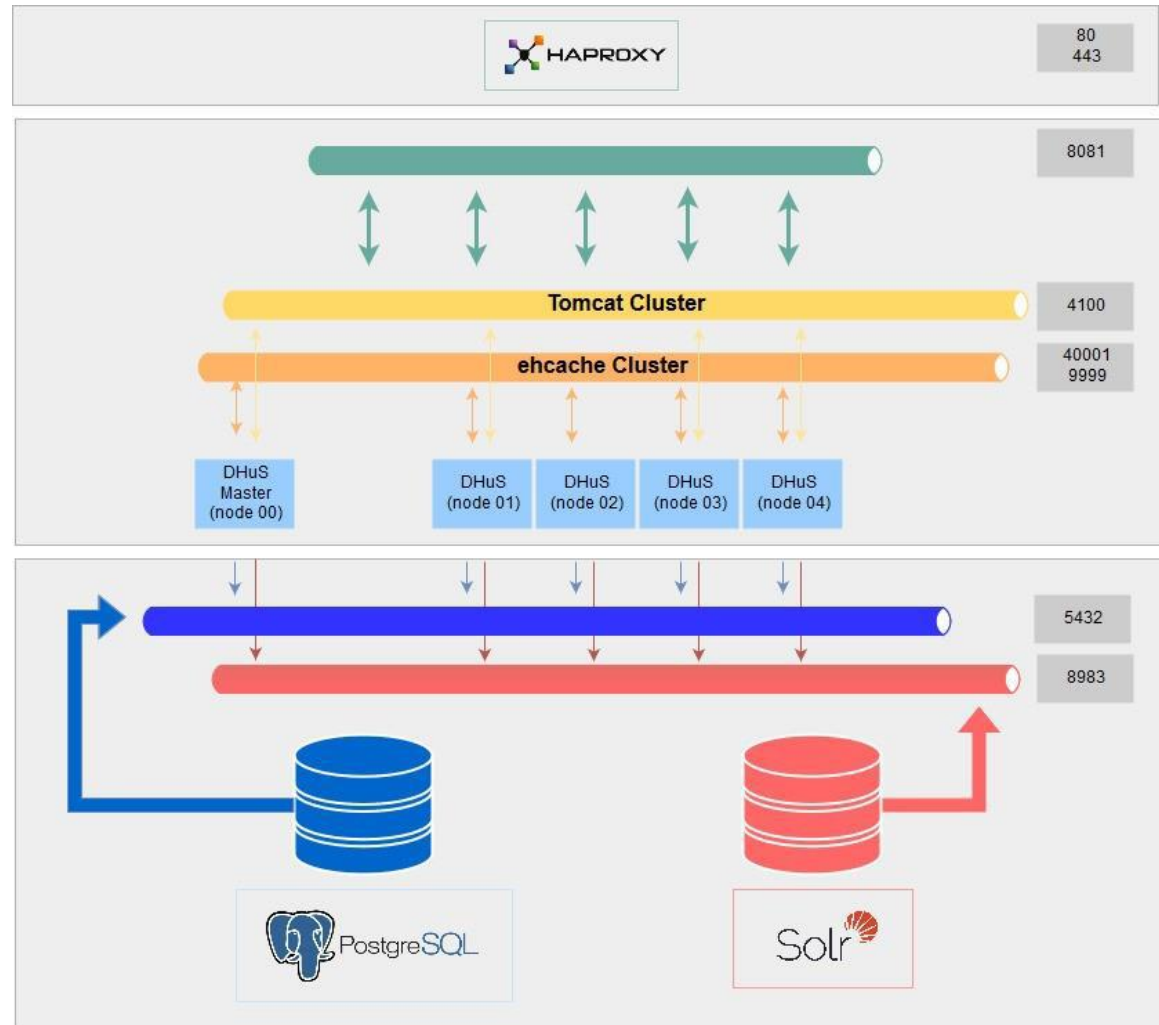 HAPROXY
80
443
8081
Tomcat Cluster
4100
ehcache Cluster
40001
9999
DHuS
Master
(node 00)
DHuS
(node 01)
DHuS
(node 02)
DHuS
(node 03)
DHuS
(node 04)
5432
8983
PostgreSQL
Solr